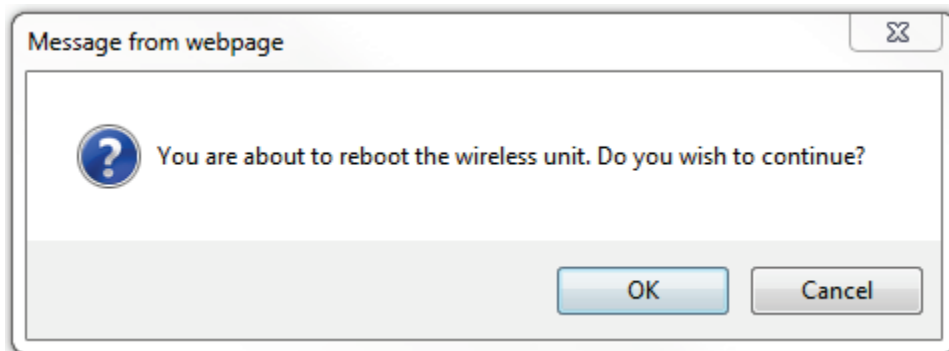 Message from webpage
You are about to reboot the wireless unit. Do you wish to continue?
OK
Cancel